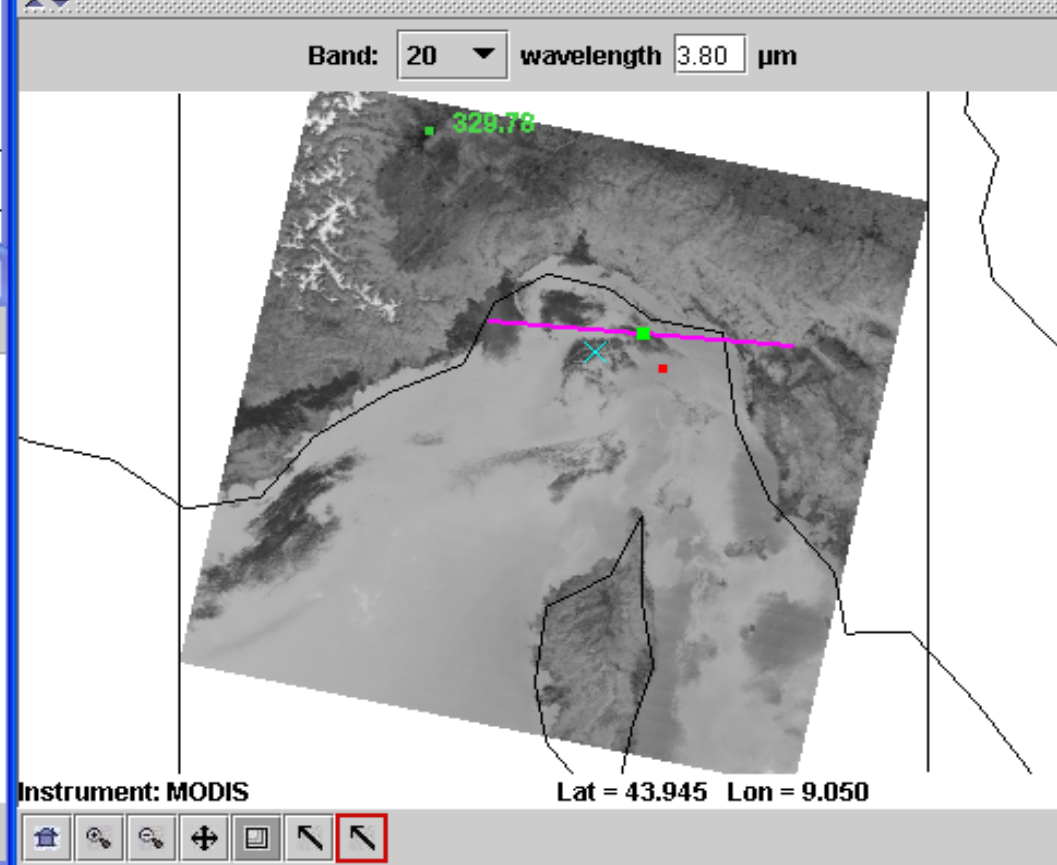 Band: 20 wavelength 3.80 µm
329.78
Instrument: MODIS Lat = 43.945 Lon = 9.050